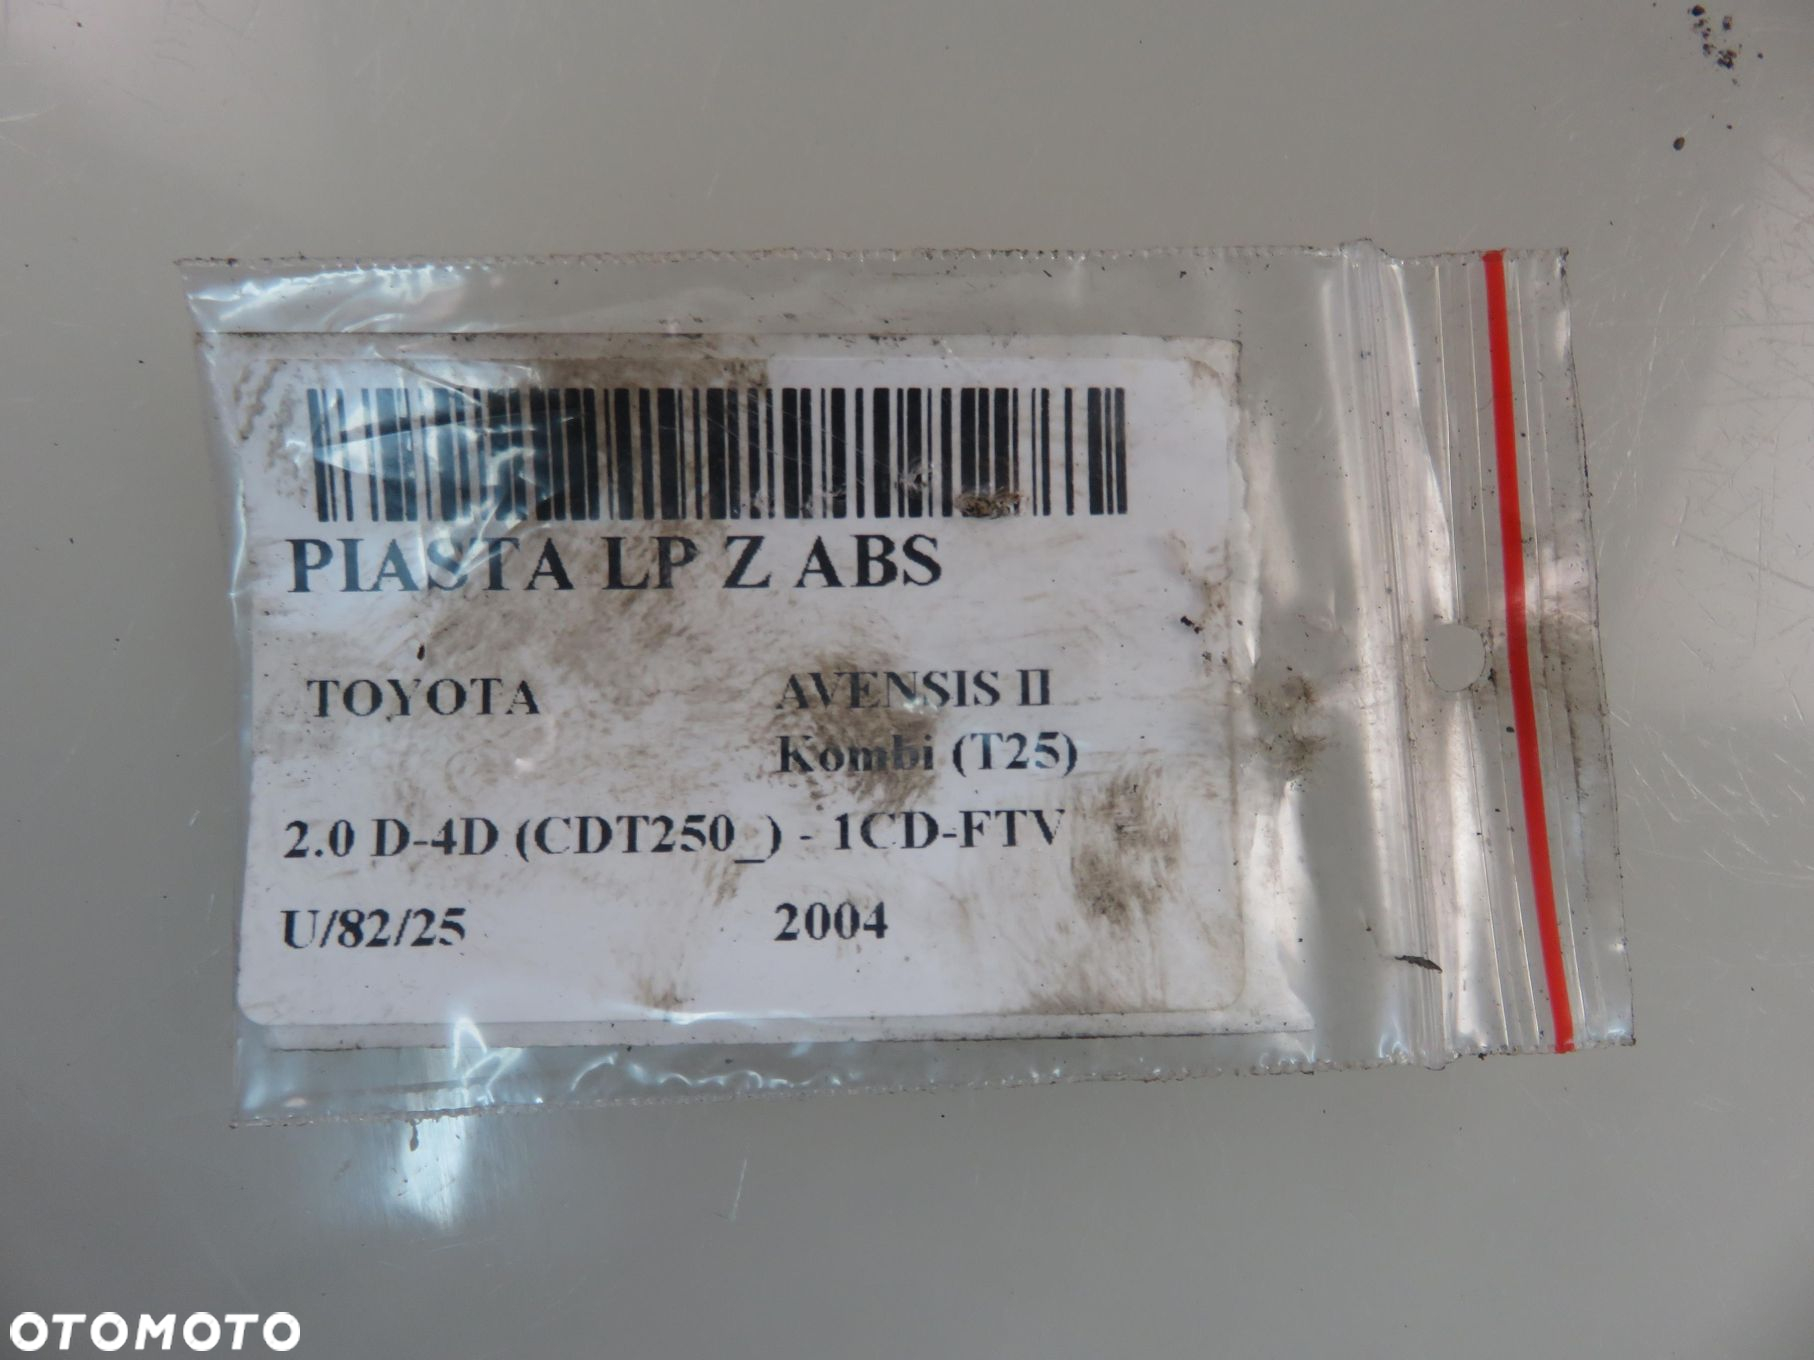 PIASTA LP Z ABS
TOYOTA AVENSIS II
Kombi (T25)
2.0 D-4D (CDT250_) - 1CD-FTV
U/82/25 2004
OTOMOTO